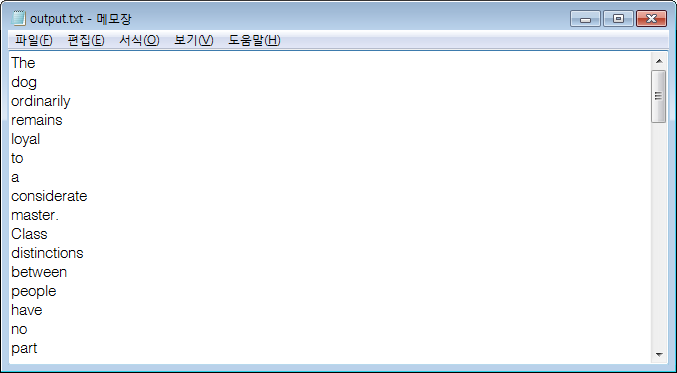 output.txt - 메모장
파일(F) 편집(E) 서식(O) 보기(V) 도움말(H)
The
dog
ordinarily
remains
loyal
to
a
considerate
master.
Class
distinctions
between
people
have
no
part